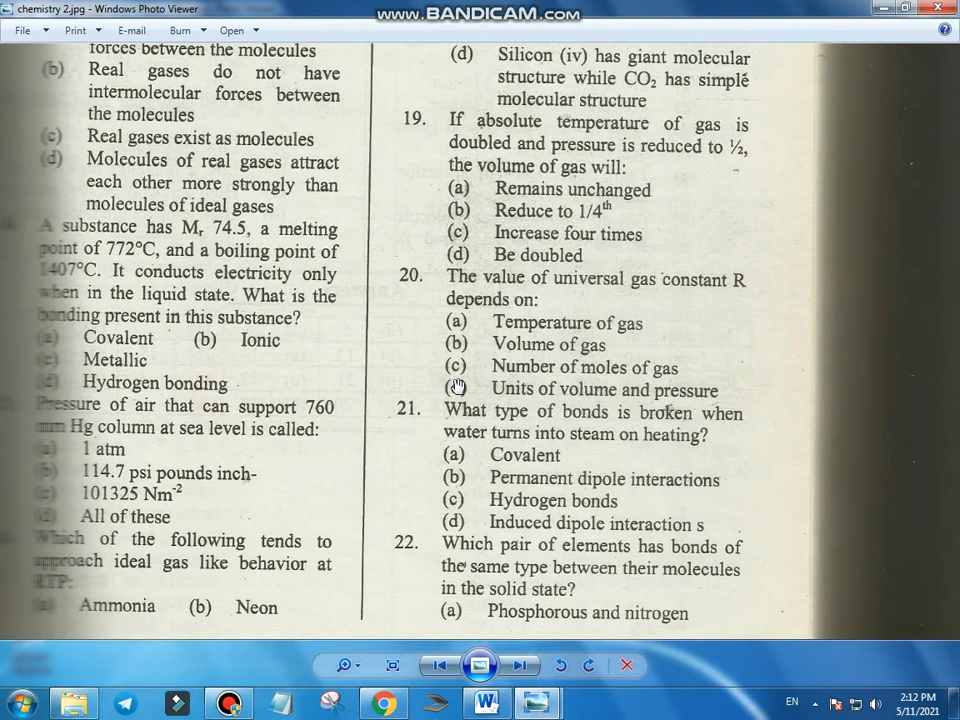 chemistry 2.jpg - Windows Photo Viewer
www.BANDICAM.com
File Print E-mail Burn Open
forces between the molecules
(b) Real gases do not have
intermolecular forces between
the molecules
(c) Real gases exist as molecules
(d) Molecules of real gases attract
each other more strongly than
molecules of ideal gases
A substance has Mr 74.5, a melting
point of 772°C, and a boiling point of
1407°C. It conducts electricity only
when in the liquid state. What is the
bonding present in this substance?
(a) Covalent (b) Ionic
(c) Metallic
(d) Hydrogen bonding
Pressure of air that can support 760
mm Hg column at sea level is called:
(a) 1 atm
(b) 114.7 psi pounds inch-
(c) 101325 Nm⁻²
(d) All of these
Which of the following tends to
approach ideal gas like behavior at
RTP:
(a) Ammonia (b) Neon
(d) Silicon (iv) has giant molecular
structure while CO₂ has simple
molecular structure
19. If absolute temperature of gas is
doubled and pressure is reduced to ½,
the volume of gas will:
(a) Remains unchanged
(b) Reduce to 1/4th
(c) Increase four times
(d) Be doubled
20. The value of universal gas constant R
depends on:
(a) Temperature of gas
(b) Volume of gas
(c) Number of moles of gas
Units of volume and pressure
21. What type of bonds is broken when
water turns into steam on heating?
(a) Covalent
(b) Permanent dipole interactions
(c) Hydrogen bonds
(d) Induced dipole interaction s
22. Which pair of elements has bonds of
the same type between their molecules
in the solid state?
(a) Phosphorous and nitrogen
EN
2:12 PM
5/11/2021